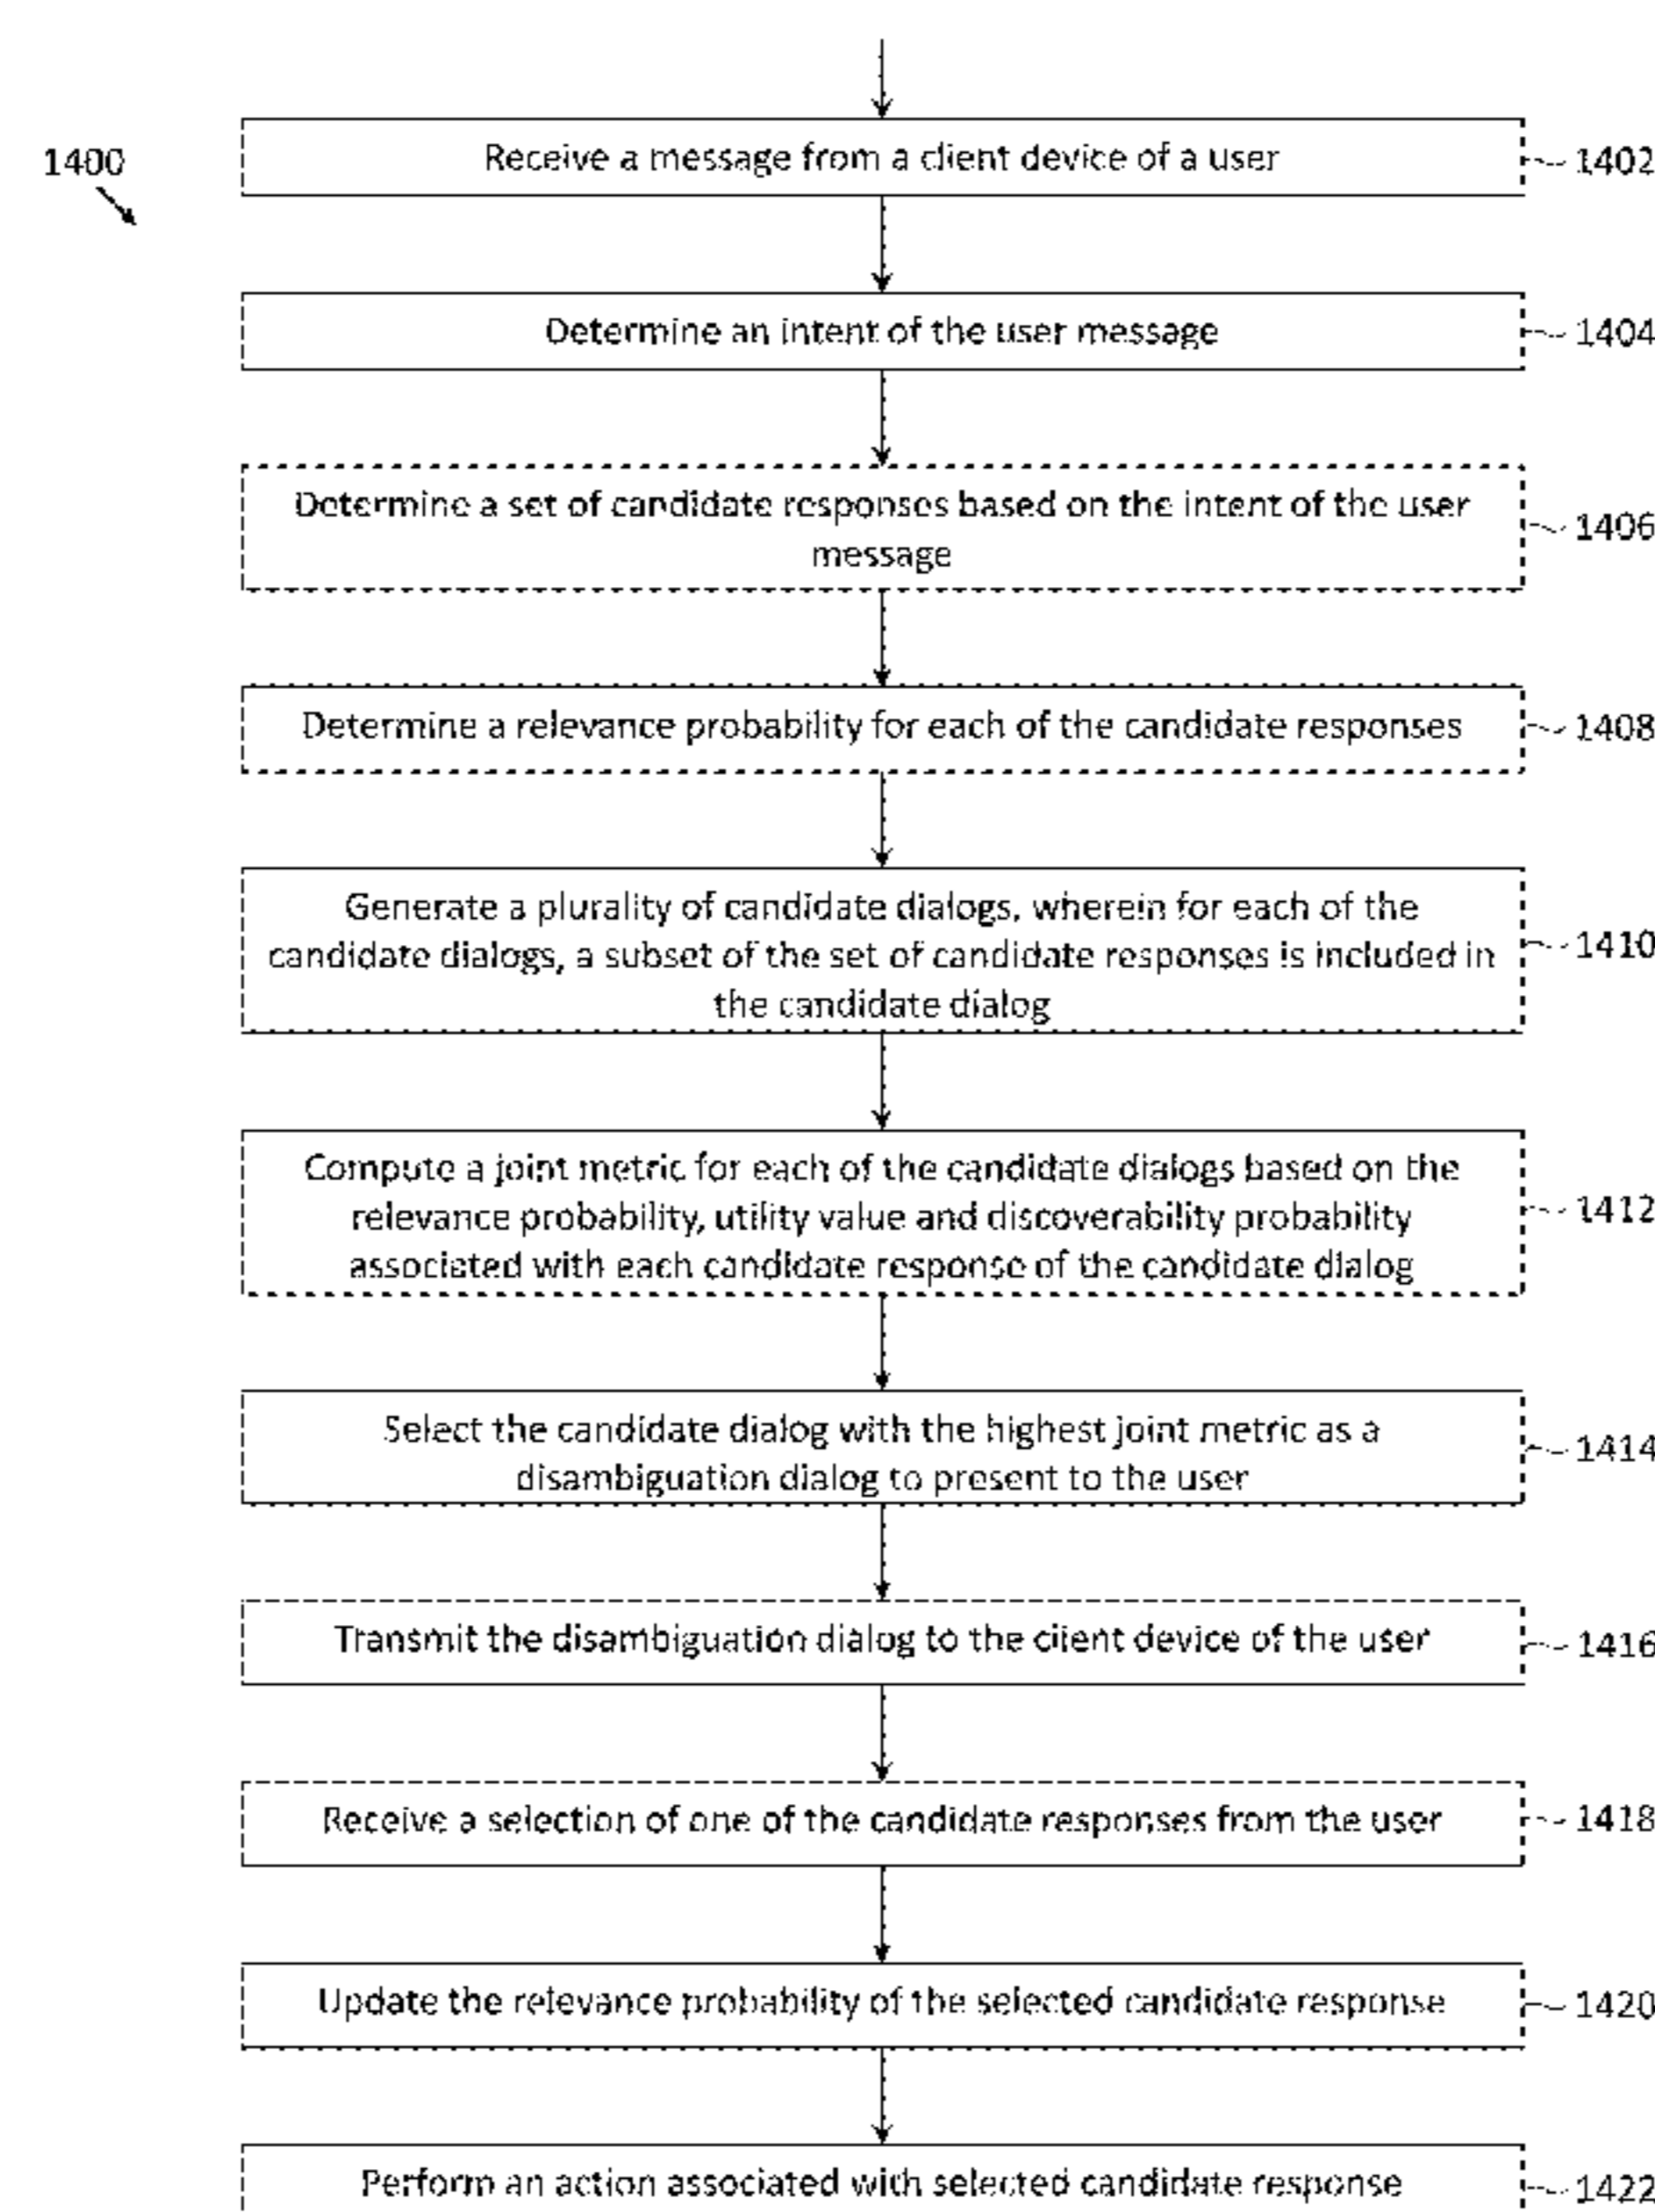 1400
Receive a message from a client device of a user
1402
Determine an intent of the user message
1404
Determine a set of candidate responses based on the intent of the user
message
1406
Determine a relevance probability for each of the candidate responses
1408
Generate a plurality of candidate dialogs, wherein for each of the
candidate dialogs, a subset of the set of candidate responses is included in
the candidate dialog
1410
Compute a joint metric for each of the candidate dialogs based on the
relevance probability, utility value and discoverability probability
associated with each candidate response of the candidate dialog
1412
Select the candidate dialog with the highest joint metric as a
disambiguation dialog to present to the user
1414
Transmit the disambiguation dialog to the client device of the user
1416
Receive a selection of one of the candidate responses from the user
1418
Update the relevance probability of the selected candidate response
1420
Perform an action associated with selected candidate response
1422